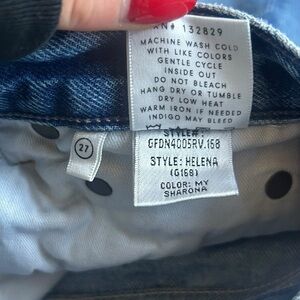 RN# 132829
MACHINE WASH COLD
WITH LIKE COLORS
GENTLE CYCLE
INSIDE OUT
DO NOT BLEACH
HANG DRY OR TUMBLE
DRY LOW HEAT
WARM IRON IF NEEDED
INDIGO MAY BLEED
27
STYLE#:
GFDN4005RV.168
STYLE: HELENA
(G168)
COLOR: MY
SHARONA